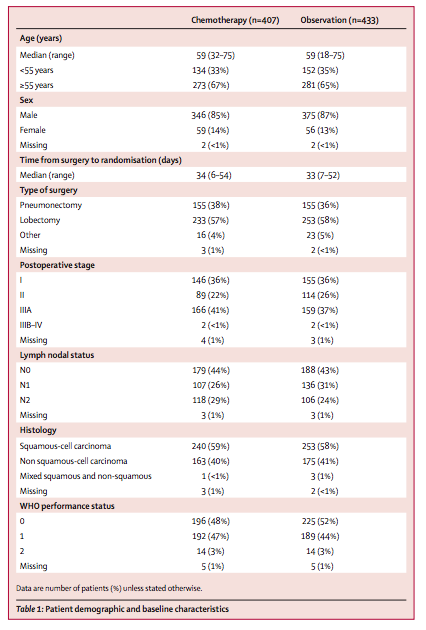 Chemotherapy (n=407) Observation (n=433)
Age (years)
Median (range) 59 (32–75) 59 (18–75)
<55 years 134 (33%) 152 (35%)
≥55 years 273 (67%) 281 (65%)
Sex
Male 346 (85%) 375 (87%)
Female 59 (14%) 56 (13%)
Missing 2 (<1%) 2 (<1%)
Time from surgery to randomisation (days)
Median (range) 34 (6–54) 33 (7–52)
Type of surgery
Pneumonectomy 155 (38%) 155 (36%)
Lobectomy 233 (57%) 253 (58%)
Other 16 (4%) 23 (5%)
Missing 3 (1%) 2 (<1%)
Postoperative stage
I 146 (36%) 155 (36%)
II 89 (22%) 114 (26%)
IIIA 166 (41%) 159 (37%)
IIIB–IV 2 (<1%) 2 (<1%)
Missing 4 (1%) 3 (1%)
Lymph nodal status
N0 179 (44%) 188 (43%)
N1 107 (26%) 136 (31%)
N2 118 (29%) 106 (24%)
Missing 3 (1%) 3 (1%)
Histology
Squamous-cell carcinoma 240 (59%) 253 (58%)
Non squamous-cell carcinoma 163 (40%) 175 (41%)
Mixed squamous and non-squamous 1 (<1%) 3 (1%)
Missing 3 (1%) 2 (<1%)
WHO performance status
0 196 (48%) 225 (52%)
1 192 (47%) 189 (44%)
2 14 (3%) 14 (3%)
Missing 5 (1%) 5 (1%)
Data are number of patients (%) unless stated otherwise.
Table 1: Patient demographic and baseline characteristics